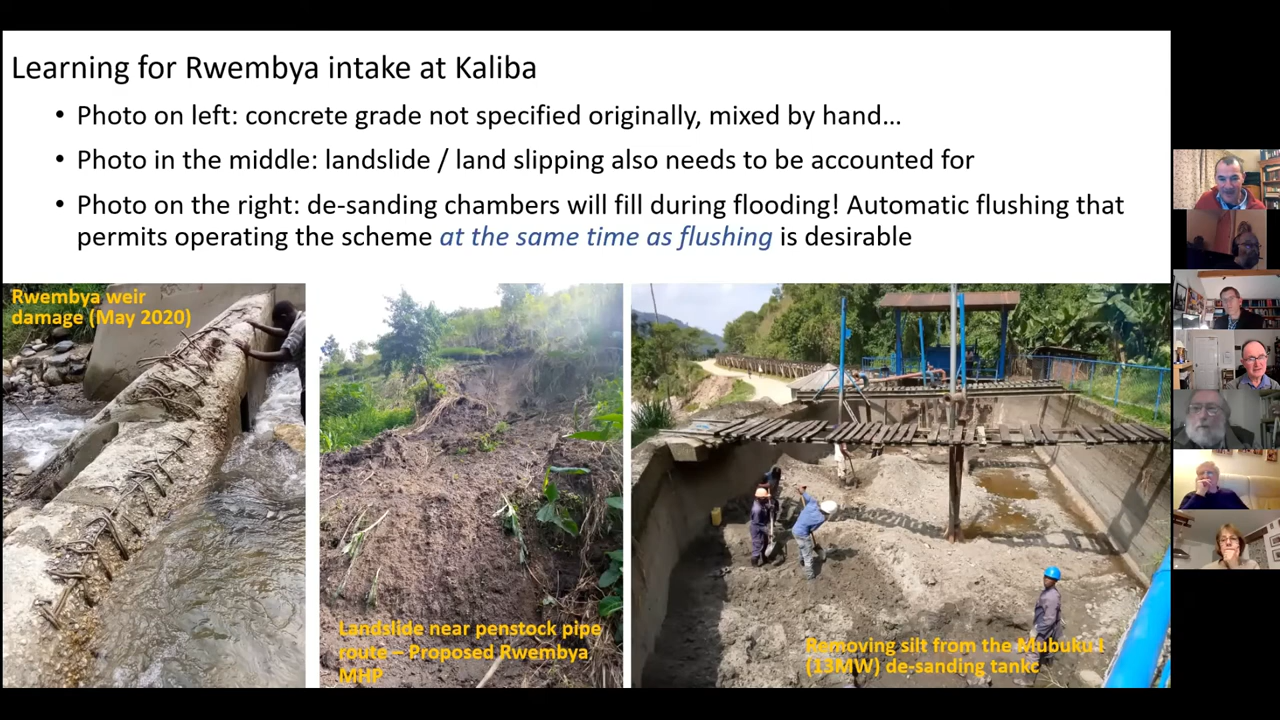 Learning for Rwembya intake at Kaliba
• Photo on left: concrete grade not specified originally, mixed by hand…
• Photo in the middle: landslide / land slipping also needs to be accounted for
• Photo on the right: de-sanding chambers will fill during flooding! Automatic flushing that
permits operating the scheme at the same time as flushing is desirable
Rwembya weir
damage (May 2020)
Landslide near penstock pipe
route – Proposed Rwembya
MHP
Removing silt from the Mubuku I
(13MW) de-sanding tanks